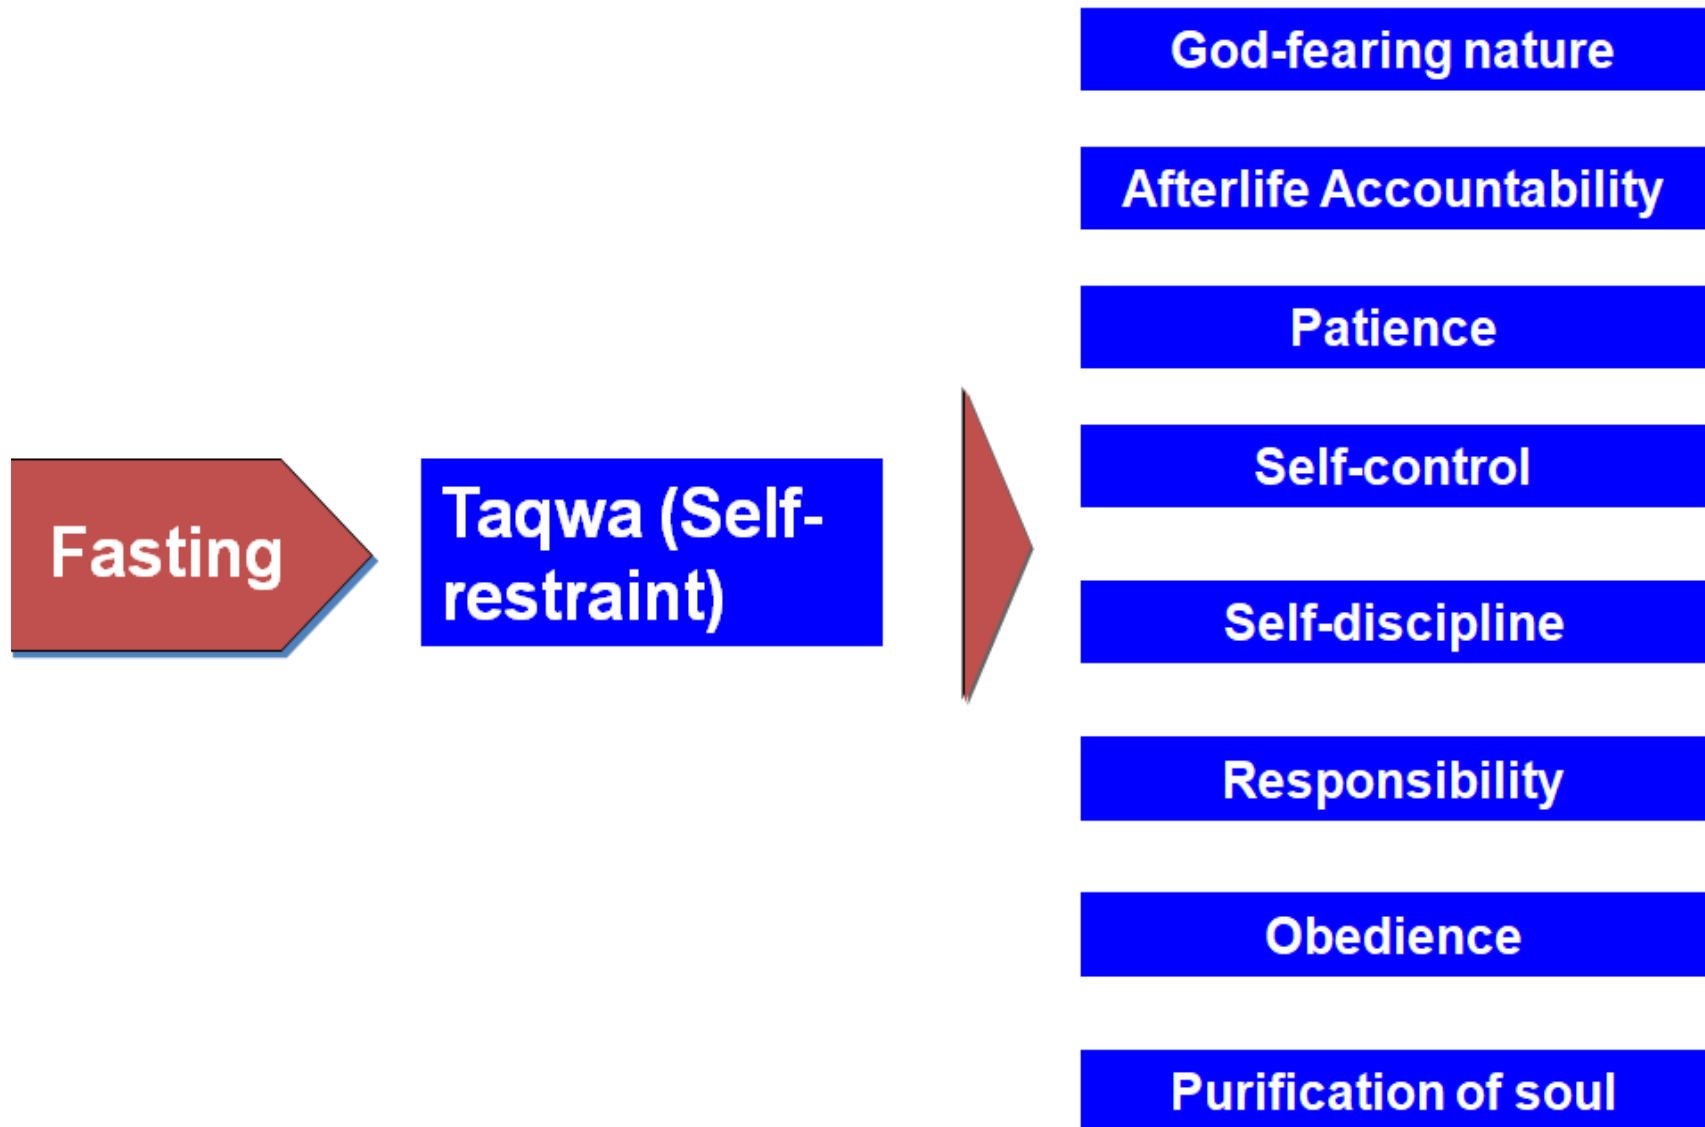 Fasting
Taqwa (Self-
restraint)
God-fearing nature
Afterlife Accountability
Patience
Self-control
Self-discipline
Responsibility
Obedience
Purification of soul